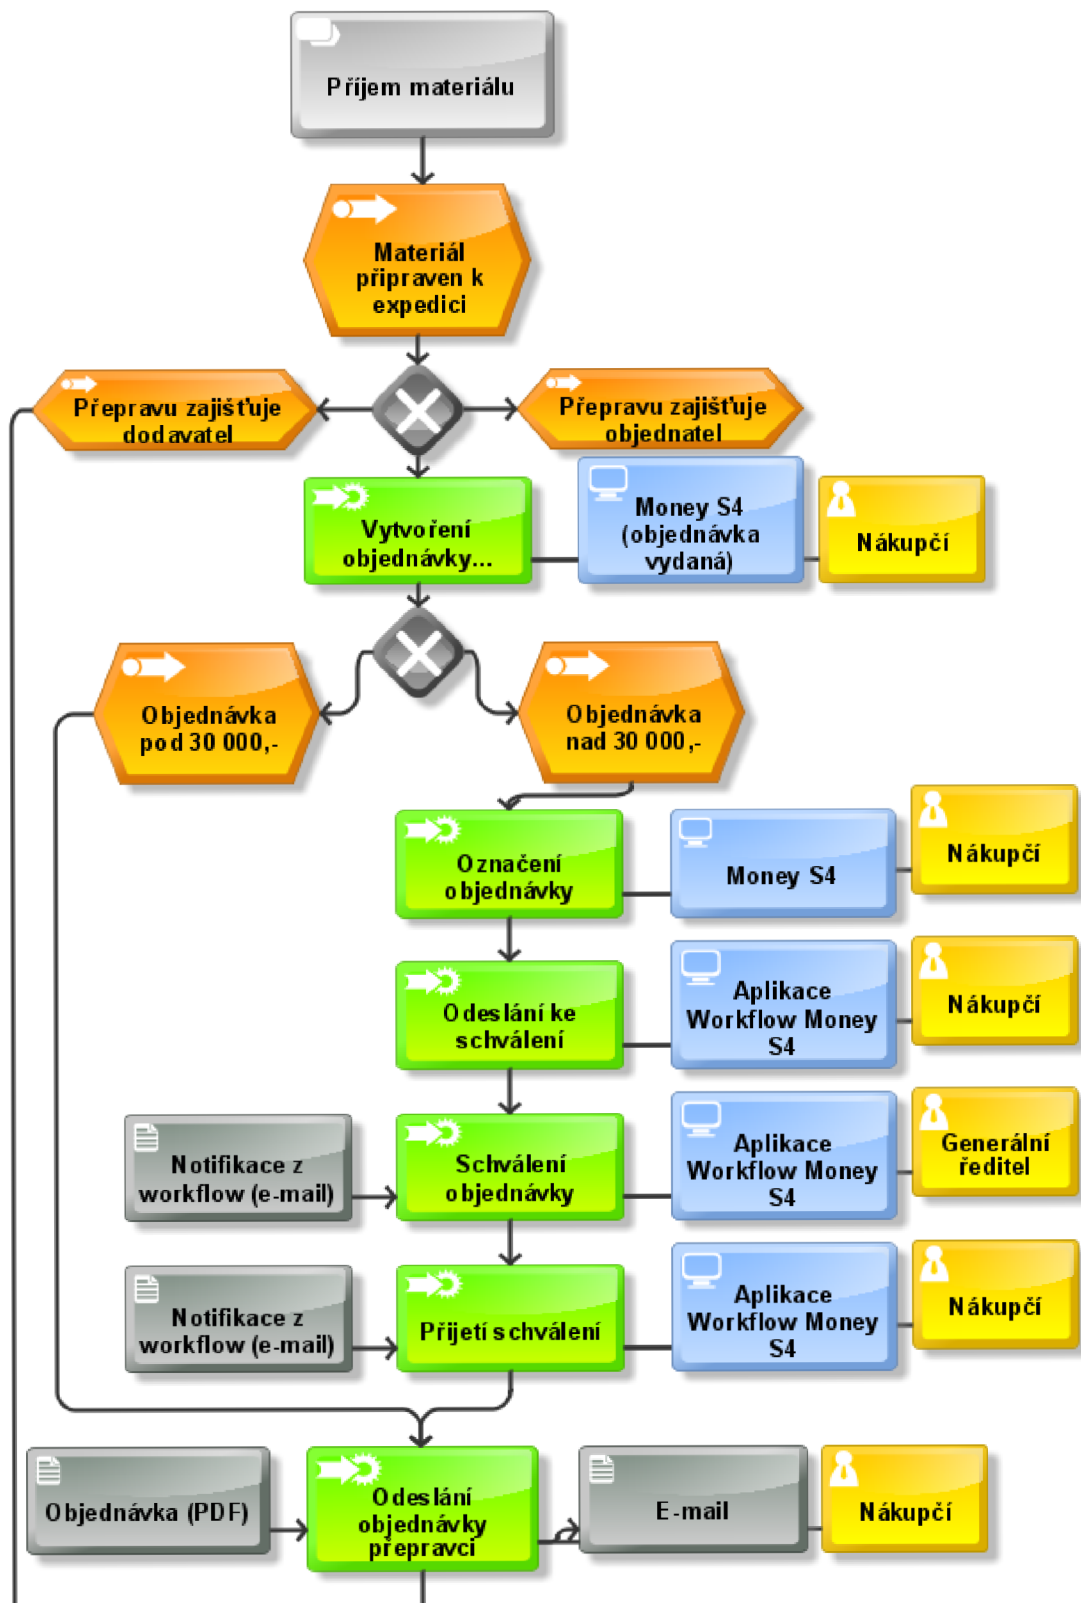 Příjem materiálu
Materiál
připraven k
expedici
Přepravu zajišťuje
dodavatel
Přepravu zajišťuje
objednatel
Vytvoření
objednávky...
Money S4
(objednávka
vydaná)
Nákupčí
Objednávka
pod 30 000,-
Objednávka
nad 30 000,-
Označení
objednávky
Money S4
Nákupčí
Odeslání ke
schválení
Aplikace
Workflow Money
S4
Nákupčí
Notifikace z
workflow (e-mail)
Schválení
objednávky
Aplikace
Workflow Money
S4
Generální
ředitel
Notifikace z
workflow (e-mail)
Přijetí schválení
Aplikace
Workflow Money
S4
Nákupčí
Objednávka (PDF)
Odeslání
objednávky
přepravci
E-mail
Nákupčí